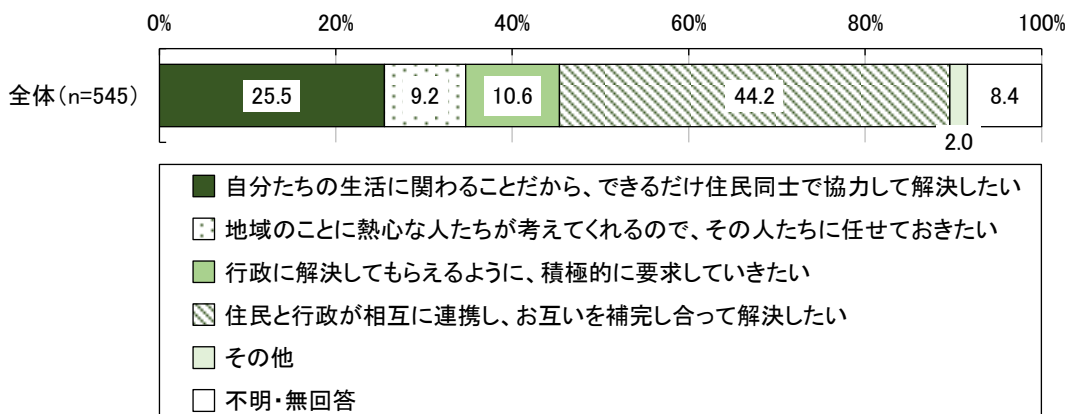 0% 20% 40% 60% 80% 100%
全体(n=545) 25.5 9.2 10.6 44.2 8.4
2.0
自分たちの生活に関わることだから、できるだけ住民同士で協力して解決したい
地域のことに熱心な人たちが考えてくれるので、その人たちに任せておきたい
行政に解決してもらえるように、積極的に要求していきたい
住民と行政が相互に連携し、お互いを補完し合って解決したい
その他
不明・無回答